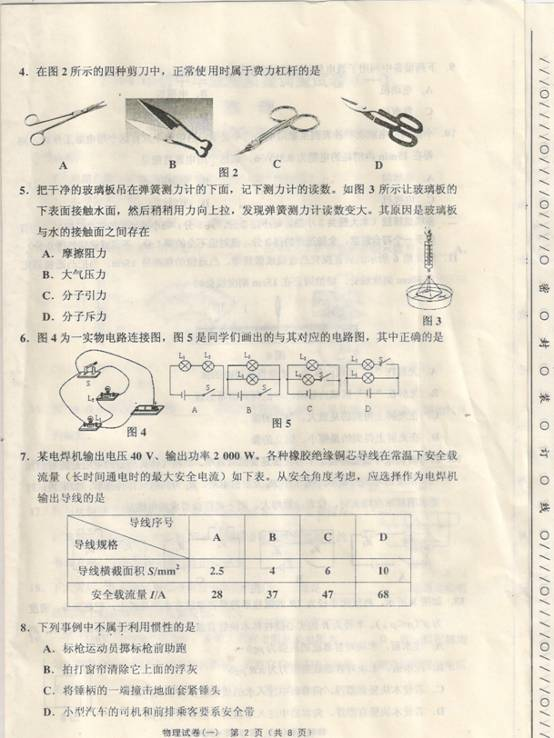 4．在图 2 所示的四种剪刀中，正常使用时属于费力杠杆的是
A B C D
图 2
5．把干净的玻璃板吊在弹簧测力计的下面，记下测力计的读数。如图 3 所示让玻璃板的
下表面接触水面，然后稍稍用力向上拉，发现弹簧测力计读数变大。其原因是玻璃板
与水的接触面之间存在
A．摩擦阻力
B．大气压力
C．分子引力
D．分子斥力
图 3
6．图 4 为一实物电路连接图，图 5 是同学们画出的与其对应的电路图，其中正确的是
S
L₁
L₂
图 4
L₁ L₂ S
L₁ L₂ S
L₁ L₂ S
L₁ S L₂
A B C D
图 5
7．某电焊机输出电压 40 V、输出功率 2 000 W。各种橡胶绝缘铜芯导线在常温下安全载
流量（长时间通电时的最大安全电流）如下表。从安全角度考虑，应选择作为电焊机
输出导线的是
导线序号
导线规格
A B C D
导线横截面积 S/mm² 2.5 4 6 10
安全载流量 I/A 28 37 47 68
8．下列事例中不属于利用惯性的是
A．标枪运动员掷标枪前助跑
B．拍打窗帘清除它上面的浮灰
C．将锤柄的一端撞击地面套紧锤头
D．小型汽车的司机和前排乘客要系安全带
物理试卷(一) 第 2 页（共 8 页）
密 封 装 订 线